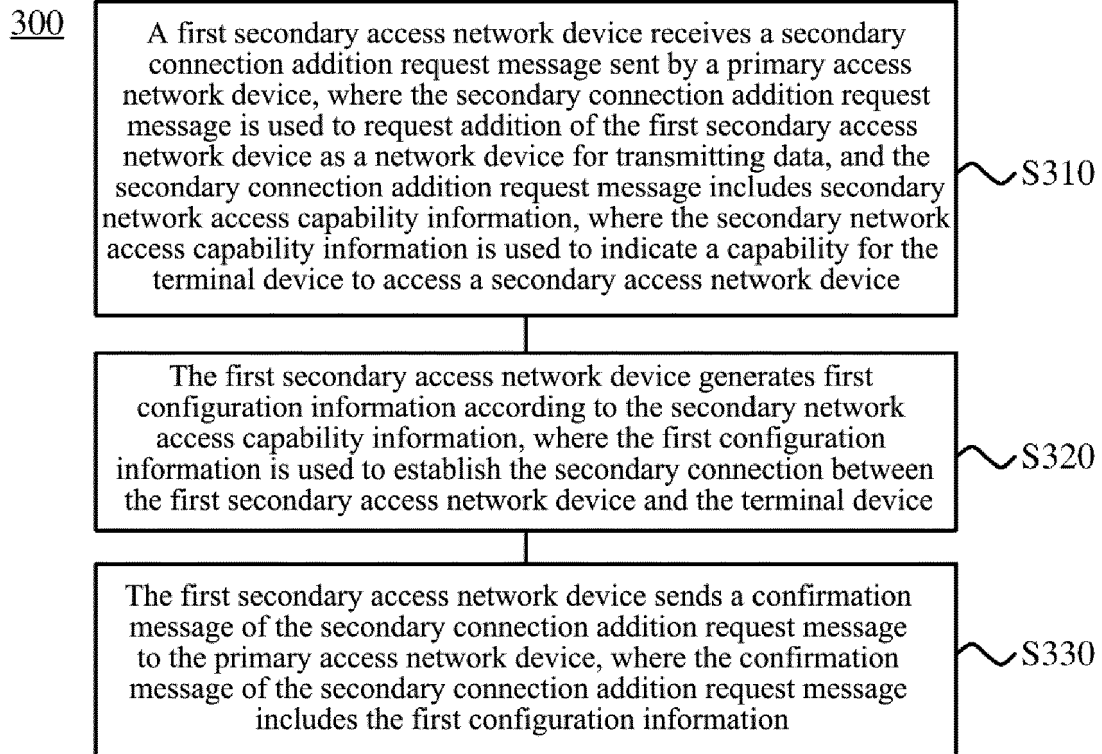 300
A first secondary access network device receives a secondary
connection addition request message sent by a primary access
network device, where the secondary connection addition request
message is used to request addition of the first secondary access
network device as a network device for transmitting data, and the
secondary connection addition request message includes secondary
network access capability information, where the secondary network
access capability information is used to indicate a capability for the
terminal device to access a secondary access network device
S310
The first secondary access network device generates first
configuration information according to the secondary network
access capability information, where the first configuration
information is used to establish the secondary connection between
the first secondary access network device and the terminal device
S320
The first secondary access network device sends a confirmation
message of the secondary connection addition request message
to the primary access network device, where the confirmation
message of the secondary connection addition request message
includes the first configuration information
S330